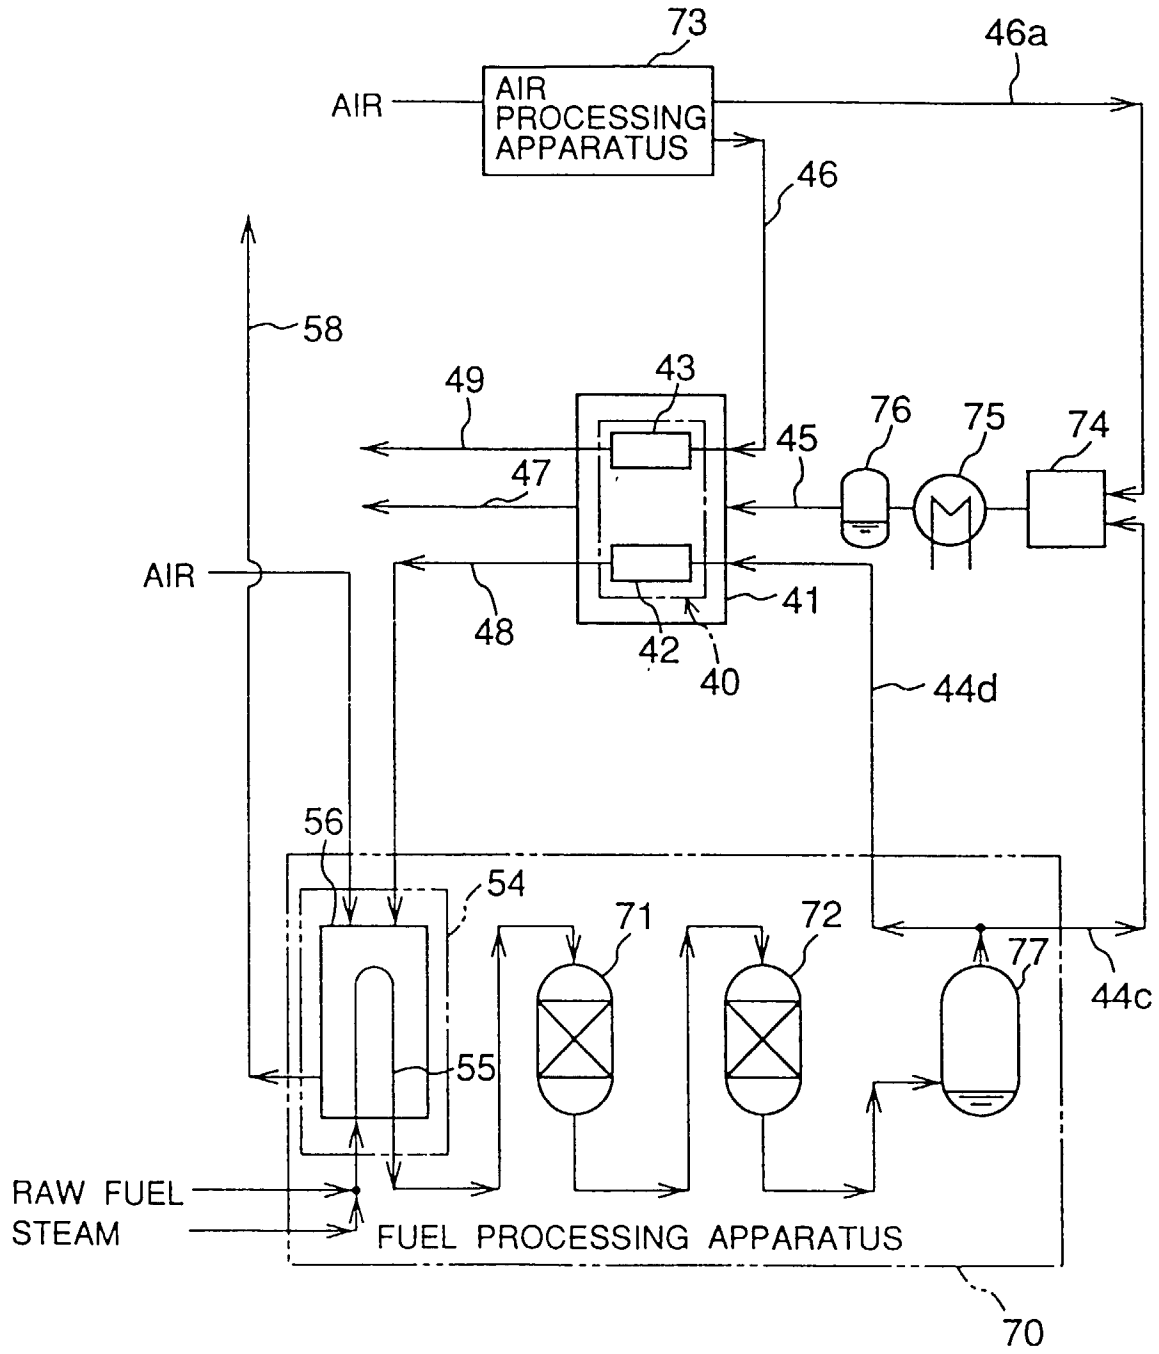 73
46a
AIR
AIR
PROCESSING
APPARATUS
46
58
49
43
76
75
74
45
47
AIR
48
42
41
40
44d
56
54
71
72
77
44c
55
RAW FUEL
STEAM
FUEL PROCESSING APPARATUS
70